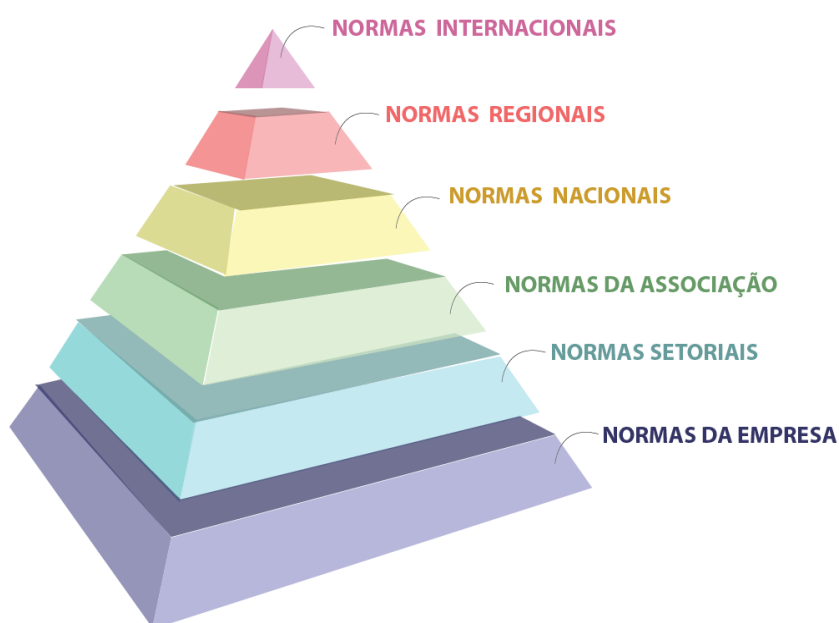 NORMAS INTERNACIONAIS
NORMAS REGIONAIS
NORMAS NACIONAIS
NORMAS DA ASSOCIAÇÃO
NORMAS SETORIAIS
NORMAS DA EMPRESA